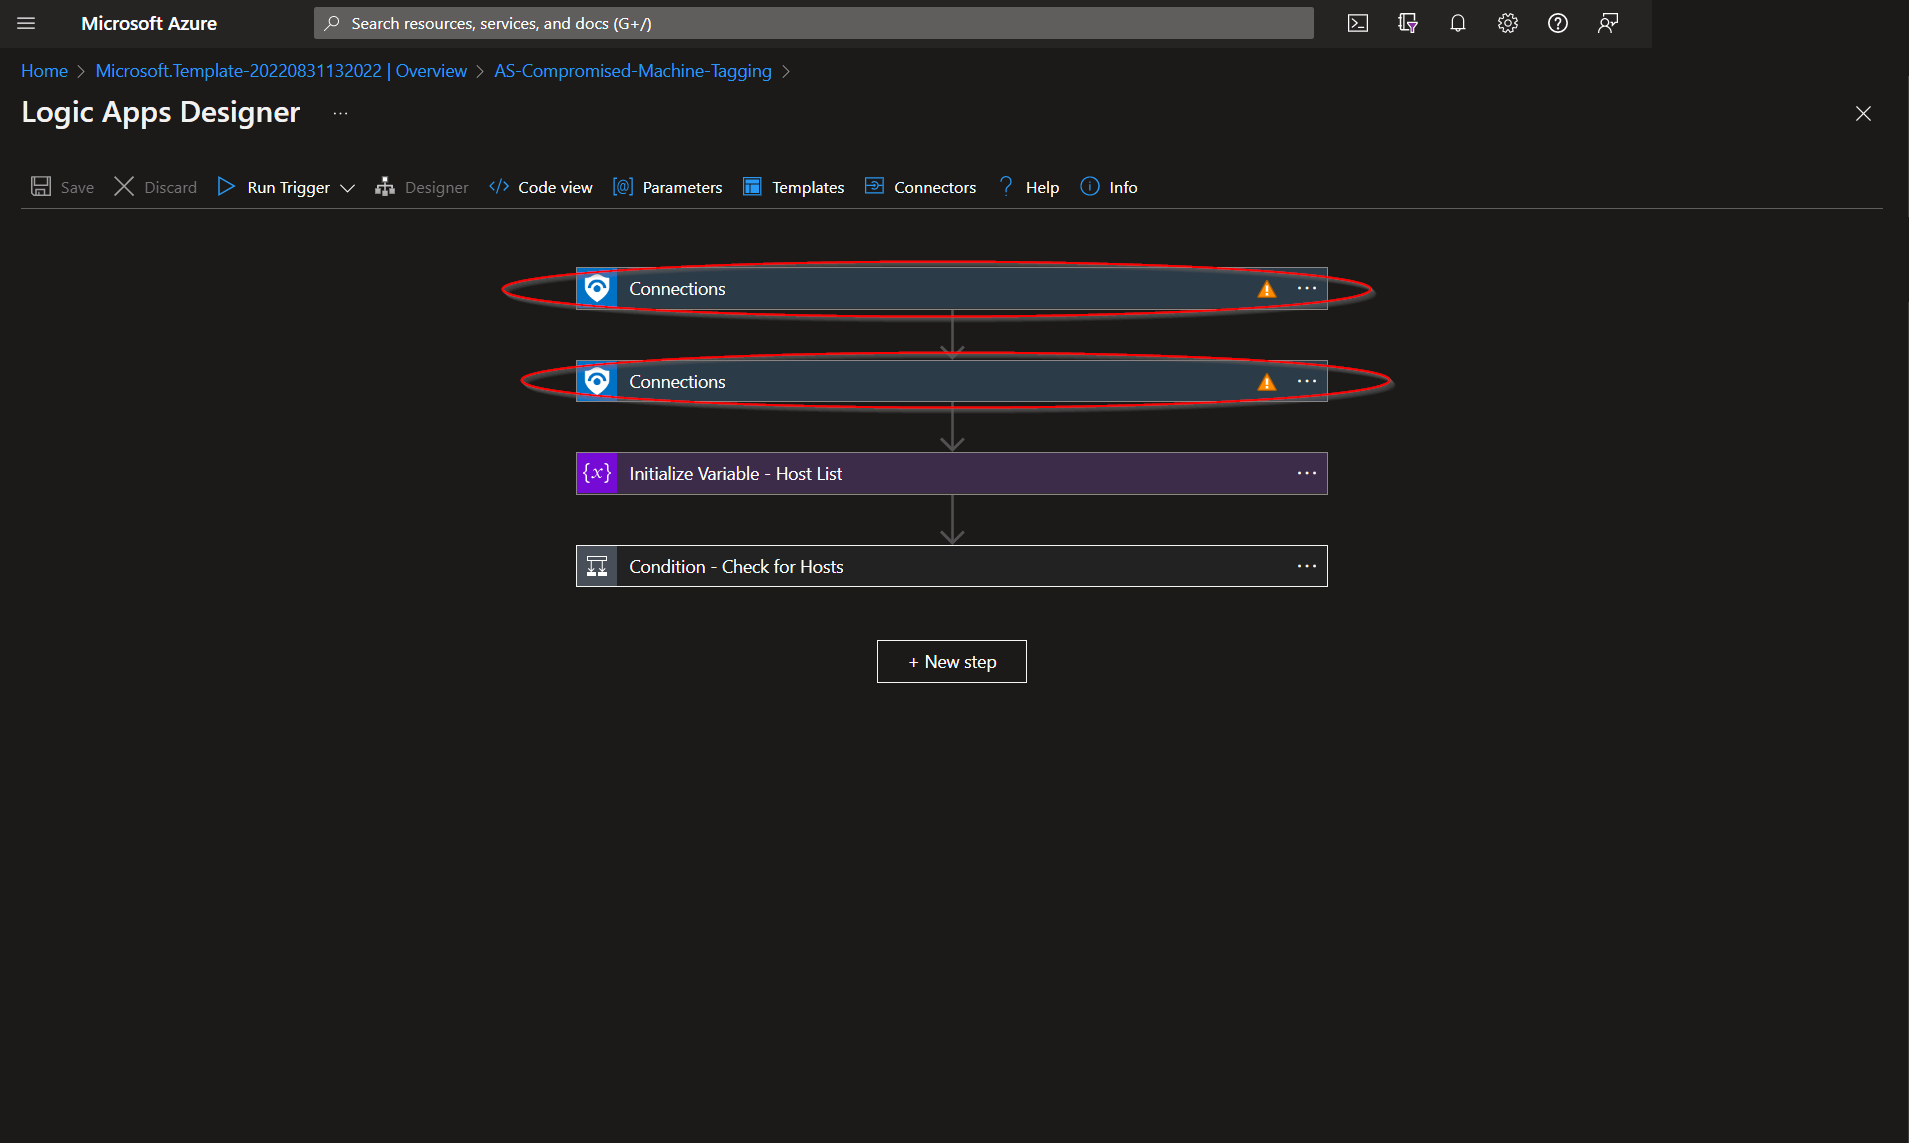 Microsoft Azure
Search resources, services, and docs (G+/)
Home > Microsoft.Template-20220831132022 | Overview > AS-Compromised-Machine-Tagging >
Logic Apps Designer ...
Save Discard Run Trigger Designer </> Code view [@] Parameters Templates Connectors ? Help Info
Connections ...
Connections ...
{x} Initialize Variable - Host List ...
Condition - Check for Hosts ...
+ New step